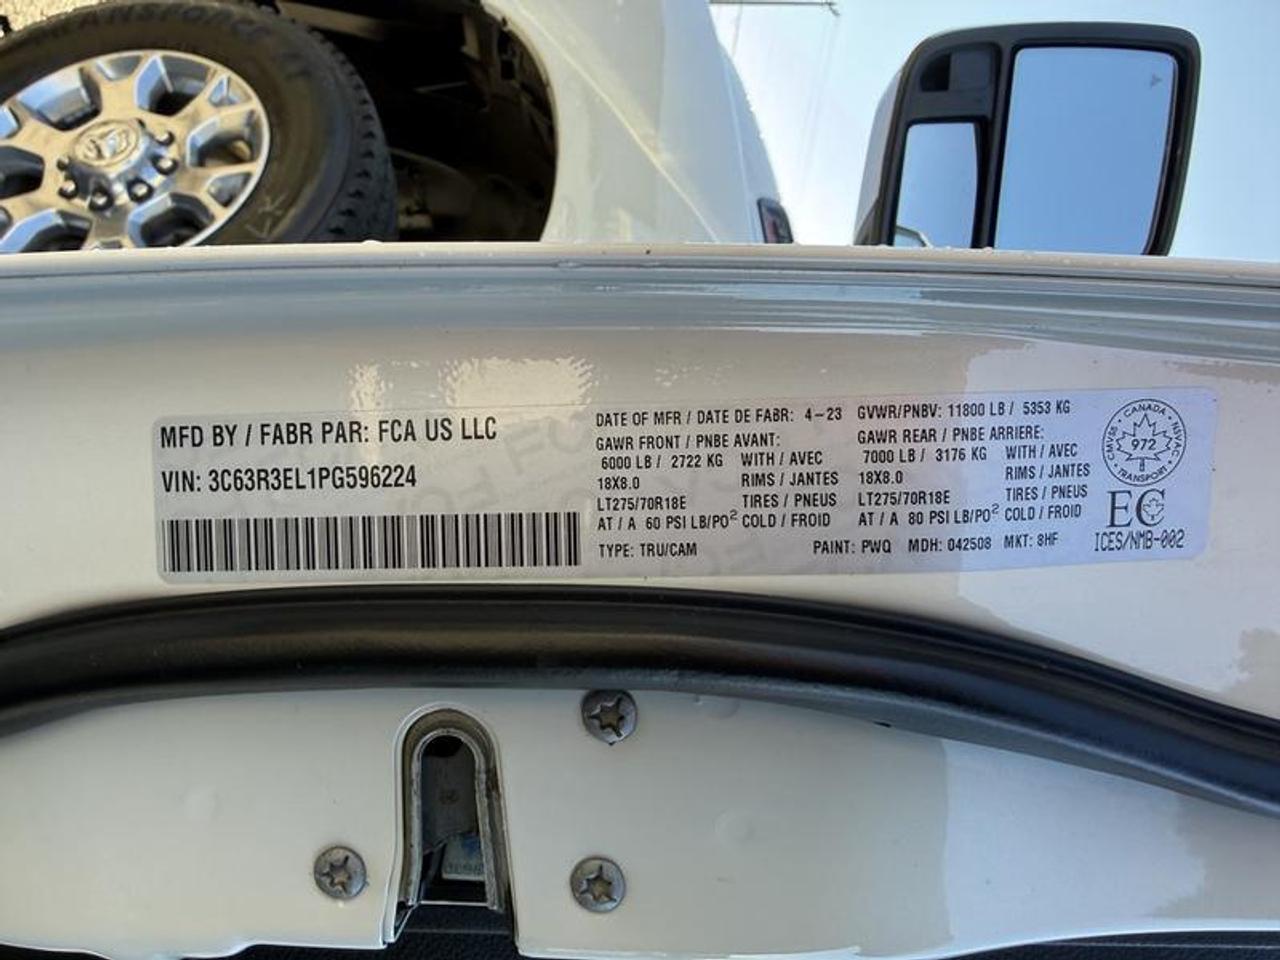 TRANSFORCE
MFD BY / FABR PAR: FCA US LLC
VIN: 3C63R3EL1PG596224
DATE OF MFR / DATE DE FABR: 4-23 GVWR/PNBV: 11800 LB / 5353 KG
GAWR FRONT / PNBE AVANT: GAWR REAR / PNBE ARRIERE:
6000 LB / 2722 KG WITH / AVEC 7000 LB / 3176 KG WITH / AVEC
18X8.0 RIMS / JANTES 18X8.0 RIMS / JANTES
LT275/70R18E TIRES / PNEUS LT275/70R18E TIRES / PNEUS
AT / A 60 PSI LB/PO² COLD / FROID AT / A 80 PSI LB/PO² COLD / FROID
TYPE: TRU/CAM PAINT: PWQ MDH: 042508 MKT: 8HF
CANADA
CMVSS 972 NSVAC
TRANSPORT
EC
ICES/NMB-002